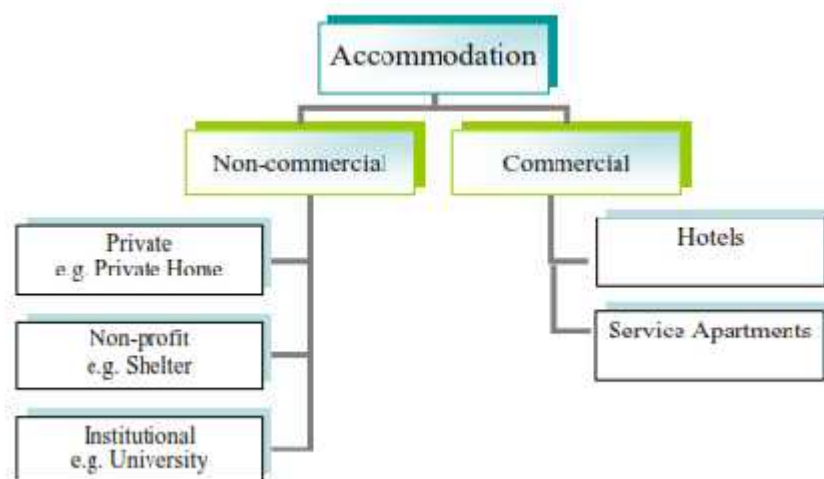 Accommodation
Non-commercial
Commercial
Private
e.g. Private Home
Non-profit
e.g. Shelter
Institutional
e.g. University
Hotels
Service Apartments